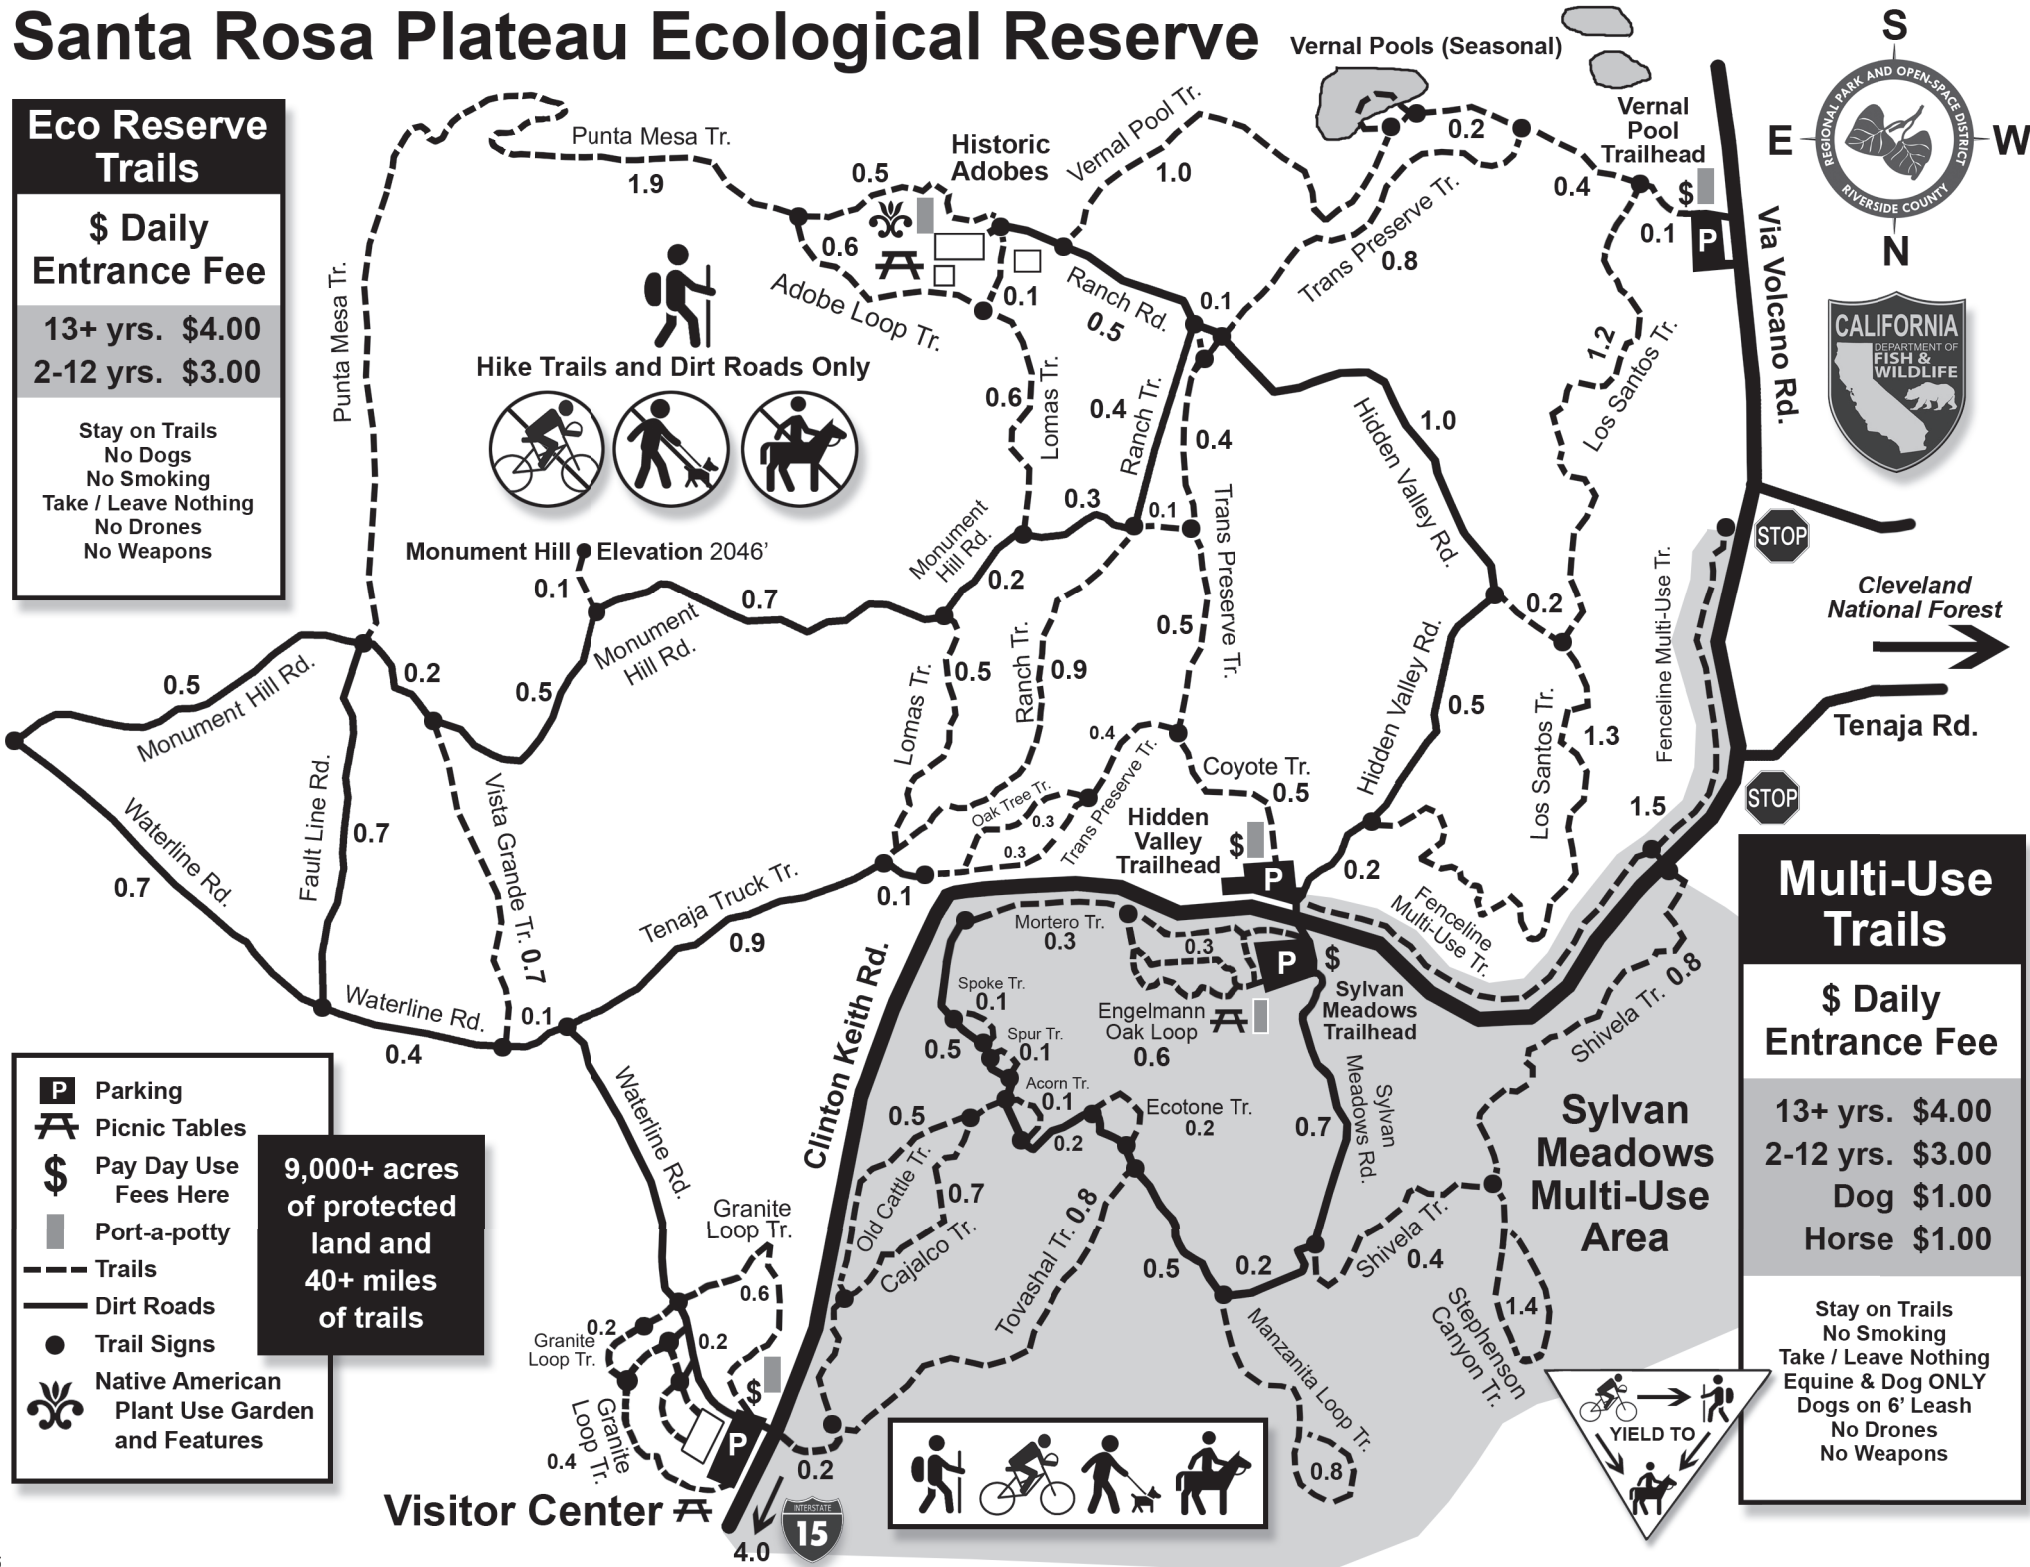 Santa Rosa Plateau Ecological Reserve
Vernal Pools (Seasonal)
Eco Reserve
Trails
$ Daily
Entrance Fee
13+ yrs. $4.00
2-12 yrs. $3.00
Stay on Trails
No Dogs
No Smoking
Take / Leave Nothing
No Drones
No Weapons
Punta Mesa Tr.
1.9
Punta Mesa Tr.
0.5
0.6
Adobe Loop Tr.
Historic
Adobes
0.1
Vernal Pool Tr.
1.0
Ranch Rd.
0.5
0.1
0.2
Trans Preserve Tr.
0.8
0.4
Vernal
Pool
Trailhead
$
0.1
P
Via Volcano Rd.
S
E
W
N
REGIONAL PARK AND OPEN-SPACE DISTRICT
RIVERSIDE COUNTY
CALIFORNIA
DEPARTMENT OF
FISH &
WILDLIFE
Hike Trails and Dirt Roads Only
0.6
Lomas Tr.
0.4
Ranch Tr.
0.4
1.2
Los Santos Tr.
1.0
Hidden Valley Rd.
Monument Hill
Elevation 2046’
0.1
0.7
Monument
Hill Rd.
0.5
Monument
Hill Rd.
0.2
0.3
0.1
Trans Preserve Tr.
0.5
0.2
Fenceline Multi-Use Tr.
STOP
Cleveland
National Forest
Tenaja Rd.
STOP
0.5
Monument Hill Rd.
0.2
Lomas Tr.
0.5
Ranch Tr.
0.9
Hidden Valley Rd.
0.5
Los Santos Tr.
1.3
1.5
Waterline Rd.
0.7
Fault Line Rd.
0.7
Vista Grande Tr. 0.7
0.4
Trans Preserve Tr.
Oak Tree Tr.
0.3
0.3
Coyote Tr.
0.5
Hidden
Valley
Trailhead
$
P
0.2
Fenceline
Multi-Use Tr.
Tenaja Truck Tr.
0.9
0.1
Clinton Keith Rd.
Mortero Tr.
0.3
0.3
P
$
Sylvan
Meadows
Trailhead
Engelmann
Oak Loop
0.6
Spoke Tr.
0.1
0.5
Spur Tr.
0.1
Acorn Tr.
0.1
0.2
Ecotone Tr.
0.2
Sylvan
Meadows Rd.
0.7
Shivela Tr. 0.8
Sylvan
Meadows
Multi-Use
Area
Waterline Rd.
0.4
0.1
Waterline Rd.
0.5
Old Cattle Tr.
0.7
Cajalco Tr.
Tovashal Tr. 0.8
0.5
0.2
Shivela Tr.
0.4
Stephenson
Canyon Tr.
1.4
Manzanita Loop Tr.
0.8
P Parking
Picnic Tables
$ Pay Day Use
Fees Here
Port-a-potty
Trails
Dirt Roads
Trail Signs
Native American
Plant Use Garden
and Features
9,000+ acres
of protected
land and
40+ miles
of trails
Granite
Loop Tr.
0.6
0.2
Granite
Loop Tr.
0.2
Granite
Loop Tr.
0.4
$
P
0.2
Visitor Center
INTERSTATE
15
4.0
Multi-Use
Trails
$ Daily
Entrance Fee
13+ yrs. $4.00
2-12 yrs. $3.00
Dog $1.00
Horse $1.00
Stay on Trails
No Smoking
Take / Leave Nothing
Equine & Dog ONLY
Dogs on 6’ Leash
No Drones
No Weapons
YIELD TO